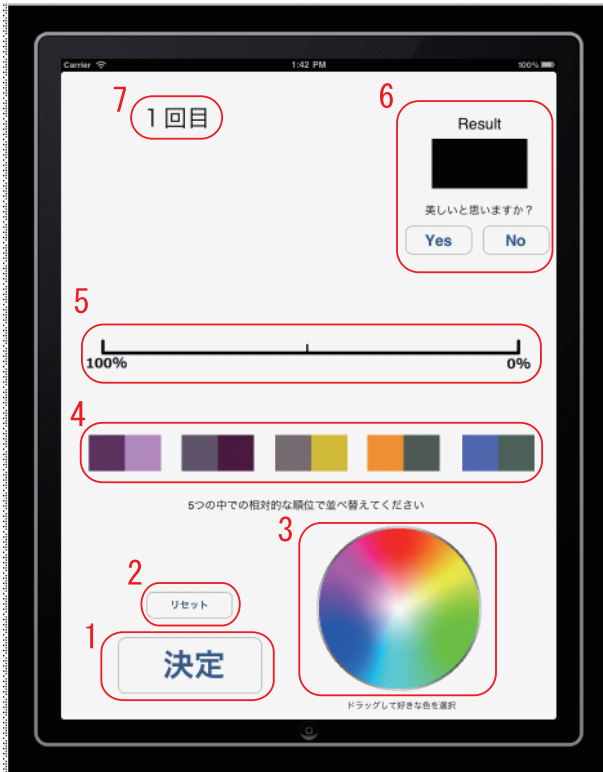 Carrier 1:42 PM 100%
7 1回目
6
Result
美しいと思いますか？
Yes No
5
100% 0%
4
5つの中での相対的な順位で並べ替えてください
3
2
リセット
1
決定
ドラッグして好きな色を選択